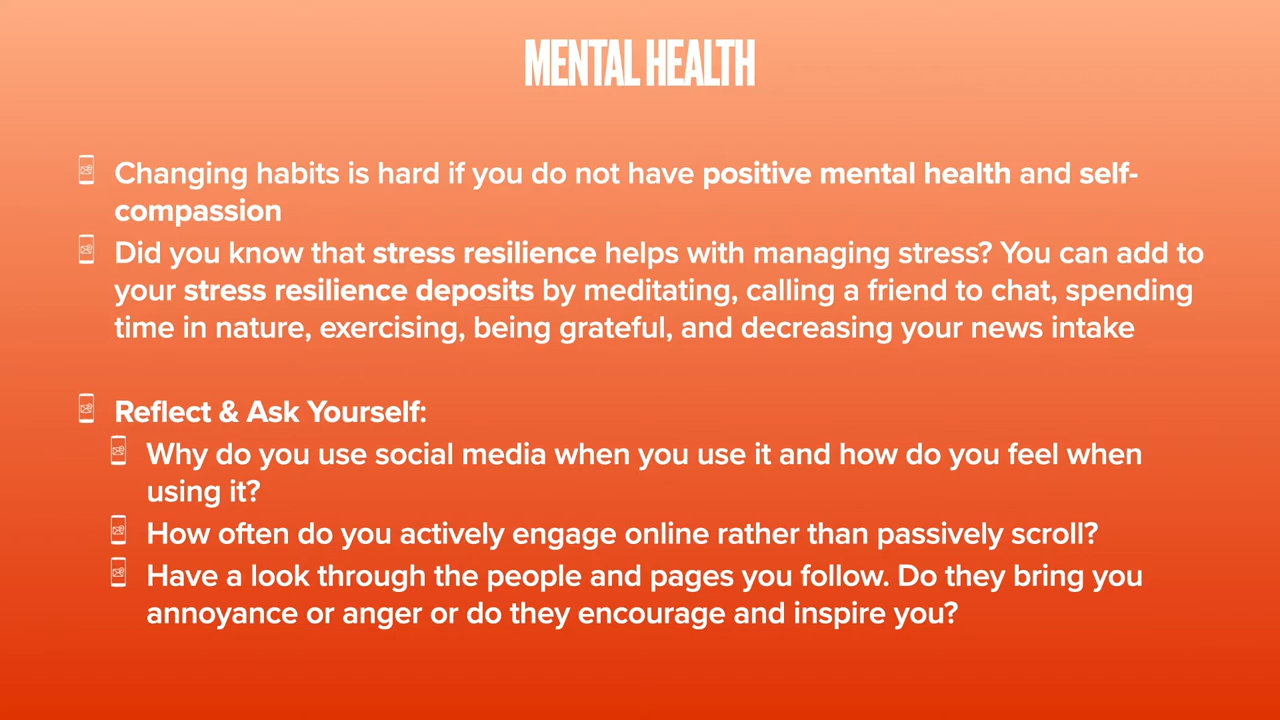 MENTAL HEALTH
Changing habits is hard if you do not have positive mental health and self-
compassion
Did you know that stress resilience helps with managing stress? You can add to
your stress resilience deposits by meditating, calling a friend to chat, spending
time in nature, exercising, being grateful, and decreasing your news intake
Reflect & Ask Yourself:
Why do you use social media when you use it and how do you feel when
using it?
How often do you actively engage online rather than passively scroll?
Have a look through the people and pages you follow. Do they bring you
annoyance or anger or do they encourage and inspire you?